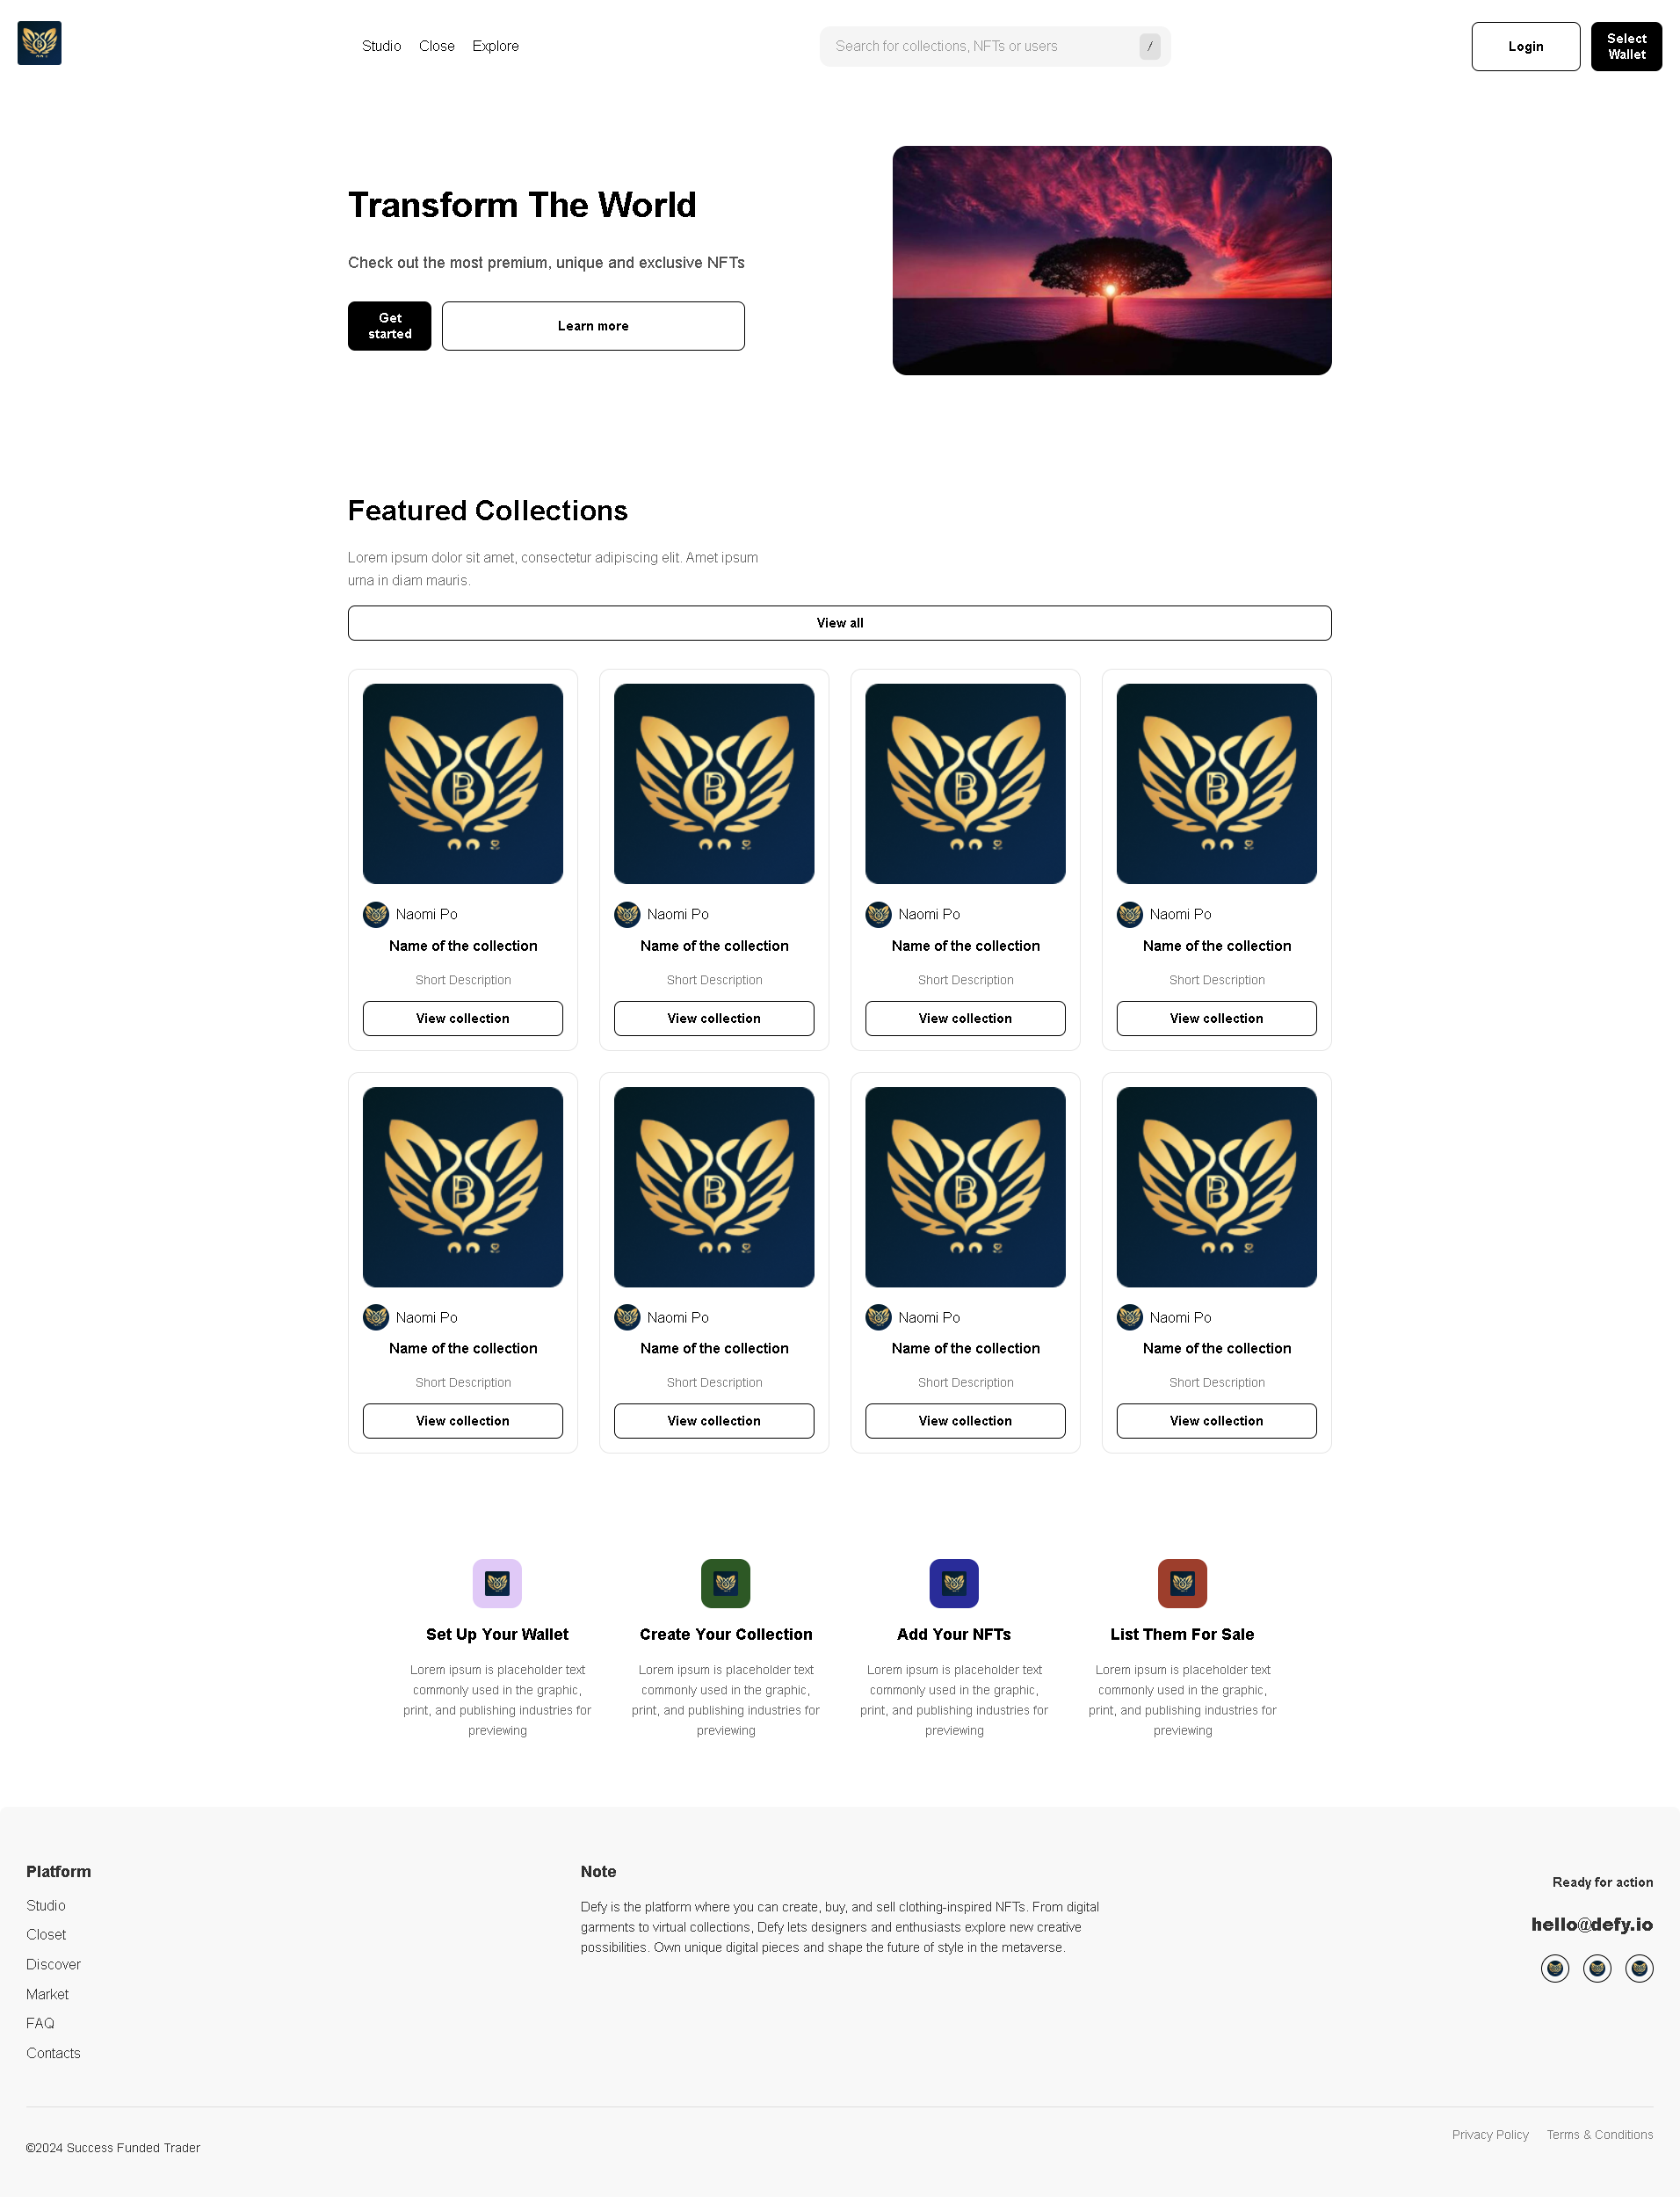 Studio Close Explore
Search for collections, NFTs or users /
Login
Select
Wallet
Transform The World
Check out the most premium, unique and exclusive NFTs
Get
started
Learn more
Featured Collections
Lorem ipsum dolor sit amet, consectetur adipiscing elit. Amet ipsum
urna in diam mauris.
View all
B B B B
Naomi Po Naomi Po Naomi Po Naomi Po
Name of the collection Name of the collection Name of the collection Name of the collection
Short Description Short Description Short Description Short Description
View collection View collection View collection View collection
B B B B
Naomi Po Naomi Po Naomi Po Naomi Po
Name of the collection Name of the collection Name of the collection Name of the collection
Short Description Short Description Short Description Short Description
View collection View collection View collection View collection
Set Up Your Wallet
Lorem ipsum is placeholder text
commonly used in the graphic,
print, and publishing industries for
previewing
Create Your Collection
Lorem ipsum is placeholder text
commonly used in the graphic,
print, and publishing industries for
previewing
Add Your NFTs
Lorem ipsum is placeholder text
commonly used in the graphic,
print, and publishing industries for
previewing
List Them For Sale
Lorem ipsum is placeholder text
commonly used in the graphic,
print, and publishing industries for
previewing
Platform
Studio
Closet
Discover
Market
FAQ
Contacts
Note
Defy is the platform where you can create, buy, and sell clothing-inspired NFTs. From digital
garments to virtual collections, Defy lets designers and enthusiasts explore new creative
possibilities. Own unique digital pieces and shape the future of style in the metaverse.
Ready for action
hello@defy.io
©2024 Success Funded Trader
Privacy Policy Terms & Conditions